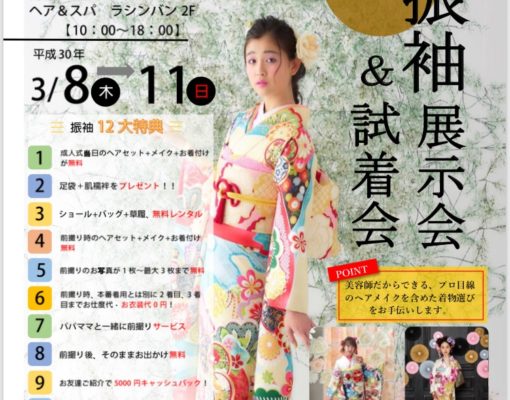 ヘア＆スパ ラシンバン 2F
【10：00～18：00】
平成30年
3/8木→11日
振袖展示会
＆試着会
振袖 12大特典
1 成人式当日のヘアセット+メイク+お着付け
が無料
2 足袋＋肌襦袢をプレゼント！！
3 ショール+バッグ+草履、無料レンタル
4 前撮り時のヘアセット+メイク+お着付け
無料
5 前撮りのお写真が1枚～最大3枚まで無料
6 前撮り時、本番着用とは別に2着目、3着
目までお仕度代・お衣装代0円！
7 パパママと一緒に前撮りサービス
8 前撮り後、そのままお出かけ無料
9 お友達ご紹介で5000円キャッシュバック！
POINT
美容師だからできる、プロ目線
のヘアメイクを含めた着物選び
をお手伝いします。